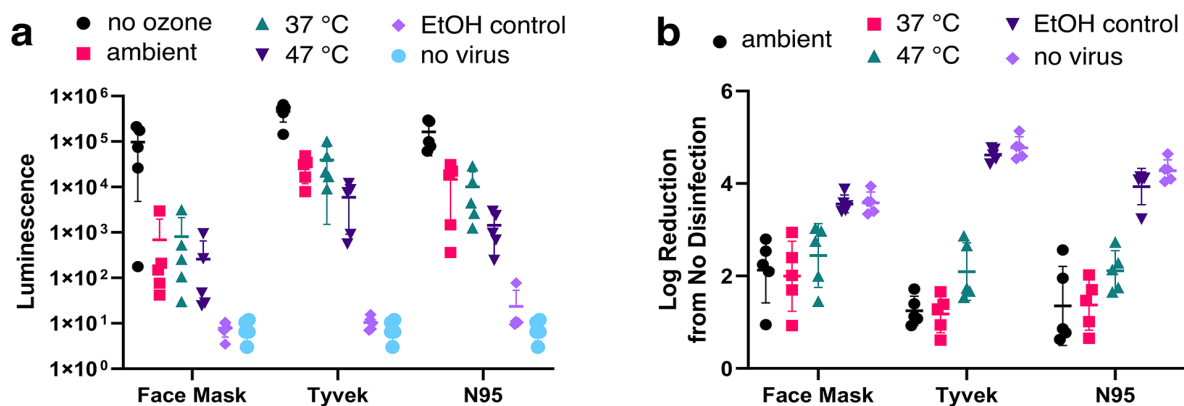 a
no ozone
37 °C
EtOH control
ambient
47 °C
no virus
Luminescence
1×10⁶
1×10⁵
1×10⁴
1×10³
1×10²
1×10¹
1×10⁰
Face Mask
Tyvek
N95
b
ambient
37 °C
EtOH control
47 °C
no virus
Log Reduction
from No Disinfection
6
4
2
0
Face Mask
Tyvek
N95